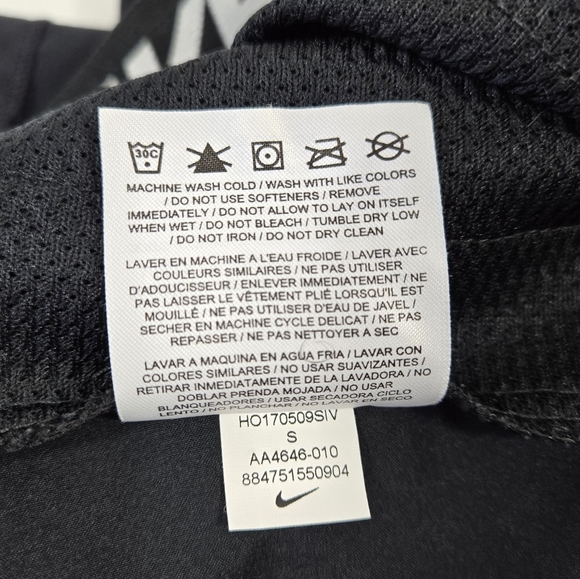 30C
MACHINE WASH COLD / WASH WITH LIKE COLORS
/ DO NOT USE SOFTENERS / REMOVE
IMMEDIATELY / DO NOT ALLOW TO LAY ON ITSELF
WHEN WET / DO NOT BLEACH / TUMBLE DRY LOW
/ DO NOT IRON / DO NOT DRY CLEAN
LAVER EN MACHINE A L'EAU FROIDE / LAVER AVEC
COULEURS SIMILAIRES / NE PAS UTILISER
D'ADOUCISSEUR / ENLEVER IMMÉDIATEMENT / NE
PAS LAISSER LE VÊTEMENT PLIÉ LORSQU'IL EST
MOUILLÉ / NE PAS UTILISER D'EAU DE JAVEL /
SECHER EN MACHINE CYCLE DELICAT / NE PAS
REPASSER / NE PAS NETTOYER A SEC
LAVAR A MAQUINA EN AGUA FRIA / LAVAR CON
COLORES SIMILARES / NO USAR SUAVIZANTES /
RETIRAR INMEDIATAMENTE DE LA LAVADORA / NO
DOBLAR PRENDA MOJADA / NO USAR
BLANQUEADORES / USAR SECADORA CICLO
LENTO / NO PLANCHAR / NO LAVAR EN SECO
HO170509SIV
S
AA4646-010
884751550904